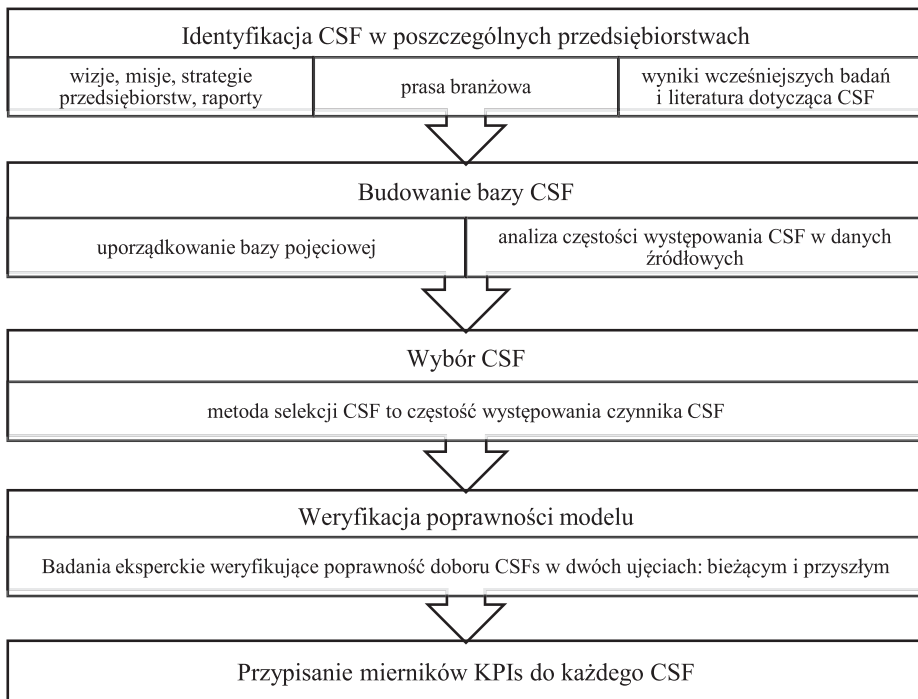 Identyfikacja CSF w poszczególnych przedsiębiorstwach
wizje, misje, strategie
przedsiębiorstw, raporty
prasa branżowa
wyniki wcześniejszych badań
i literatura dotycząca CSF
Budowanie bazy CSF
uporządkowanie bazy pojęciowej
analiza częstości występowania CSF w danych
źródłowych
Wybór CSF
metoda selekcji CSF to częstość występowania czynnika CSF
Weryfikacja poprawności modelu
Badania eksperckie weryfikujące poprawność doboru CSFs w dwóch ujęciach: bieżącym i przyszłym
Przypisanie mierników KPIs do każdego CSF